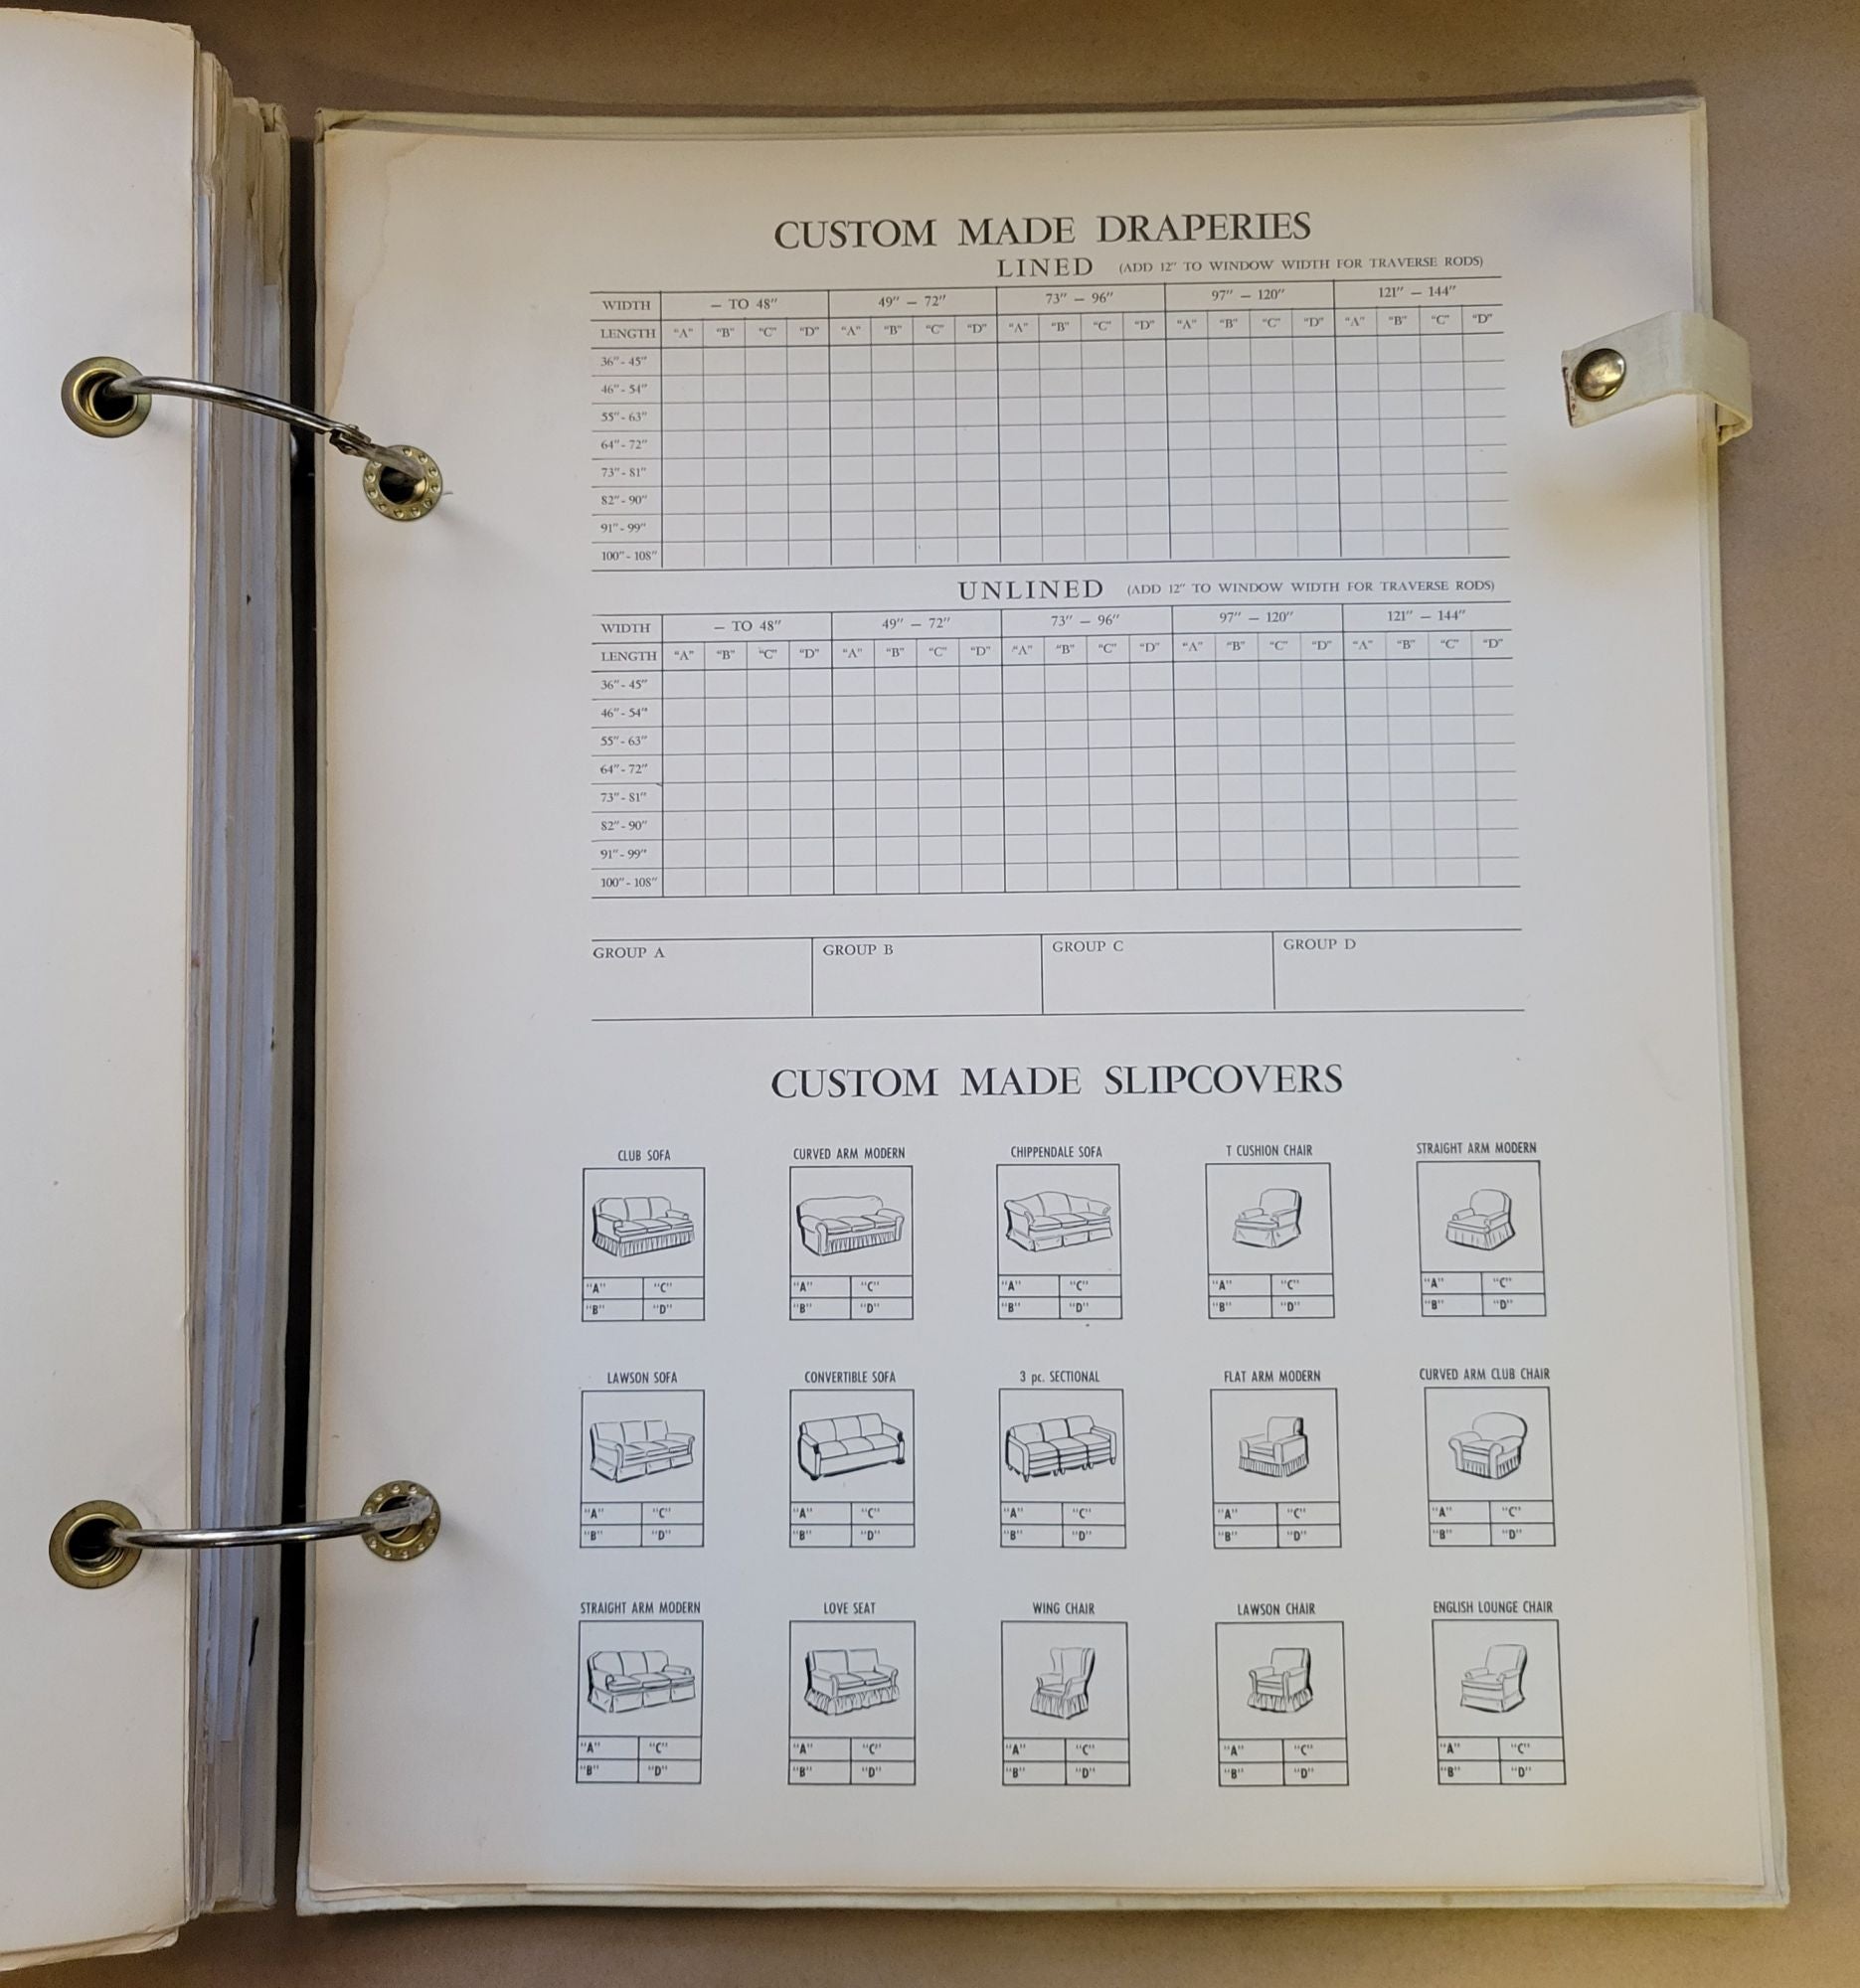 CUSTOM MADE DRAPERIES
LINED (ADD 12" TO WINDOW WIDTH FOR TRAVERSE RODS)
WIDTH — TO 48" 49" — 72" 73" — 96" 97" — 120" 121" — 144"
LENGTH "A" "B" "C" "D" "A" "B" "C" "D" "A" "B" "C" "D" "A" "B" "C" "D" "A" "B" "C" "D"
36" - 45"
46" - 54"
55" - 63"
64" - 72"
73" - 81"
82" - 90"
91" - 99"
100" - 108"
UNLINED (ADD 12" TO WINDOW WIDTH FOR TRAVERSE RODS)
WIDTH — TO 48" 49" — 72" 73" — 96" 97" — 120" 121" — 144"
LENGTH "A" "B" "C" "D" "A" "B" "C" "D" "A" "B" "C" "D" "A" "B" "C" "D" "A" "B" "C" "D"
36" - 45"
46" - 54"
55" - 63"
64" - 72"
73" - 81"
82" - 90"
91" - 99"
100" - 108"
GROUP A GROUP B GROUP C GROUP D
CUSTOM MADE SLIPCOVERS
CLUB SOFA CURVED ARM MODERN CHIPPENDALE SOFA T CUSHION CHAIR STRAIGHT ARM MODERN
"A" "C" "A" "C" "A" "C" "A" "C" "A" "C"
"B" "D" "B" "D" "B" "D" "B" "D" "B" "D"
LAWSON SOFA CONVERTIBLE SOFA 3 pc. SECTIONAL FLAT ARM MODERN CURVED ARM CLUB CHAIR
"A" "C" "A" "C" "A" "C" "A" "C" "A" "C"
"B" "D" "B" "D" "B" "D" "B" "D" "B" "D"
STRAIGHT ARM MODERN LOVE SEAT WING CHAIR LAWSON CHAIR ENGLISH LOUNGE CHAIR
"A" "C" "A" "C" "A" "C" "A" "C" "A" "C"
"B" "D" "B" "D" "B" "D" "B" "D" "B" "D"